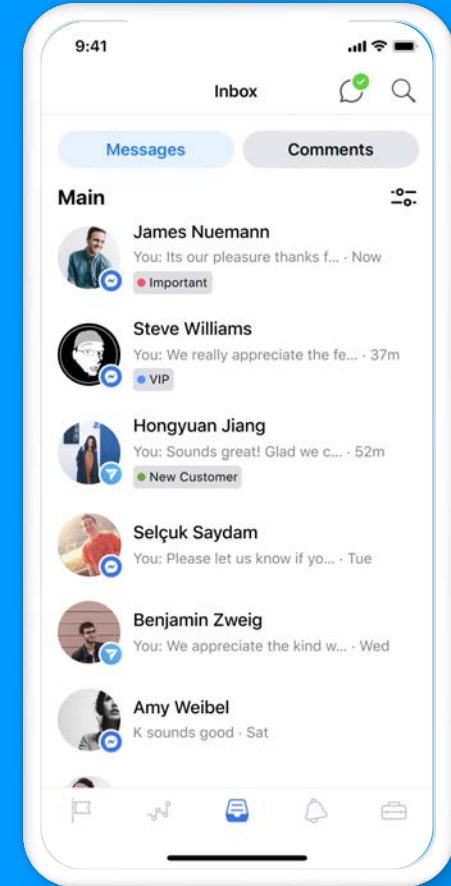 9:41
Inbox
Messages Comments
Main
James Nuemann
You: Its our pleasure thanks f... · Now
Important
Steve Williams
You: We really appreciate the fe... · 37m
VIP
Hongyuan Jiang
You: Sounds great! Glad we c... · 52m
New Customer
Selçuk Saydam
You: Please let us know if yo... · Tue
Benjamin Zweig
You: We appreciate the kind w... · Wed
Amy Weibel
K sounds good · Sat